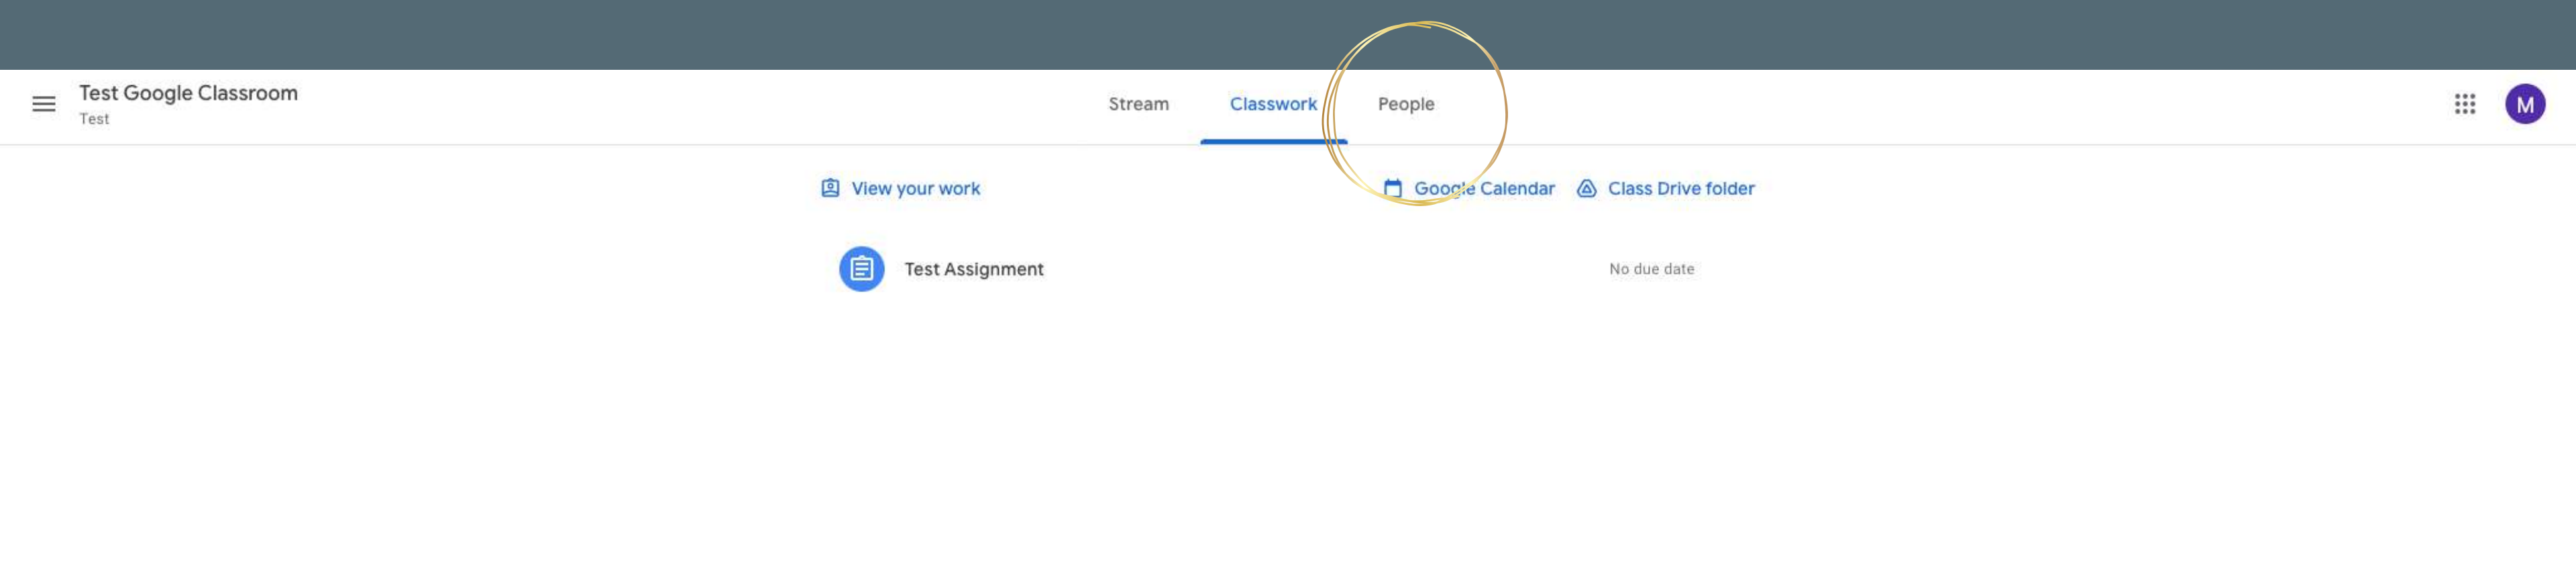 Test Google Classroom
Test
Stream
Classwork
People
M
View your work
Google Calendar
Class Drive folder
Test Assignment
No due date